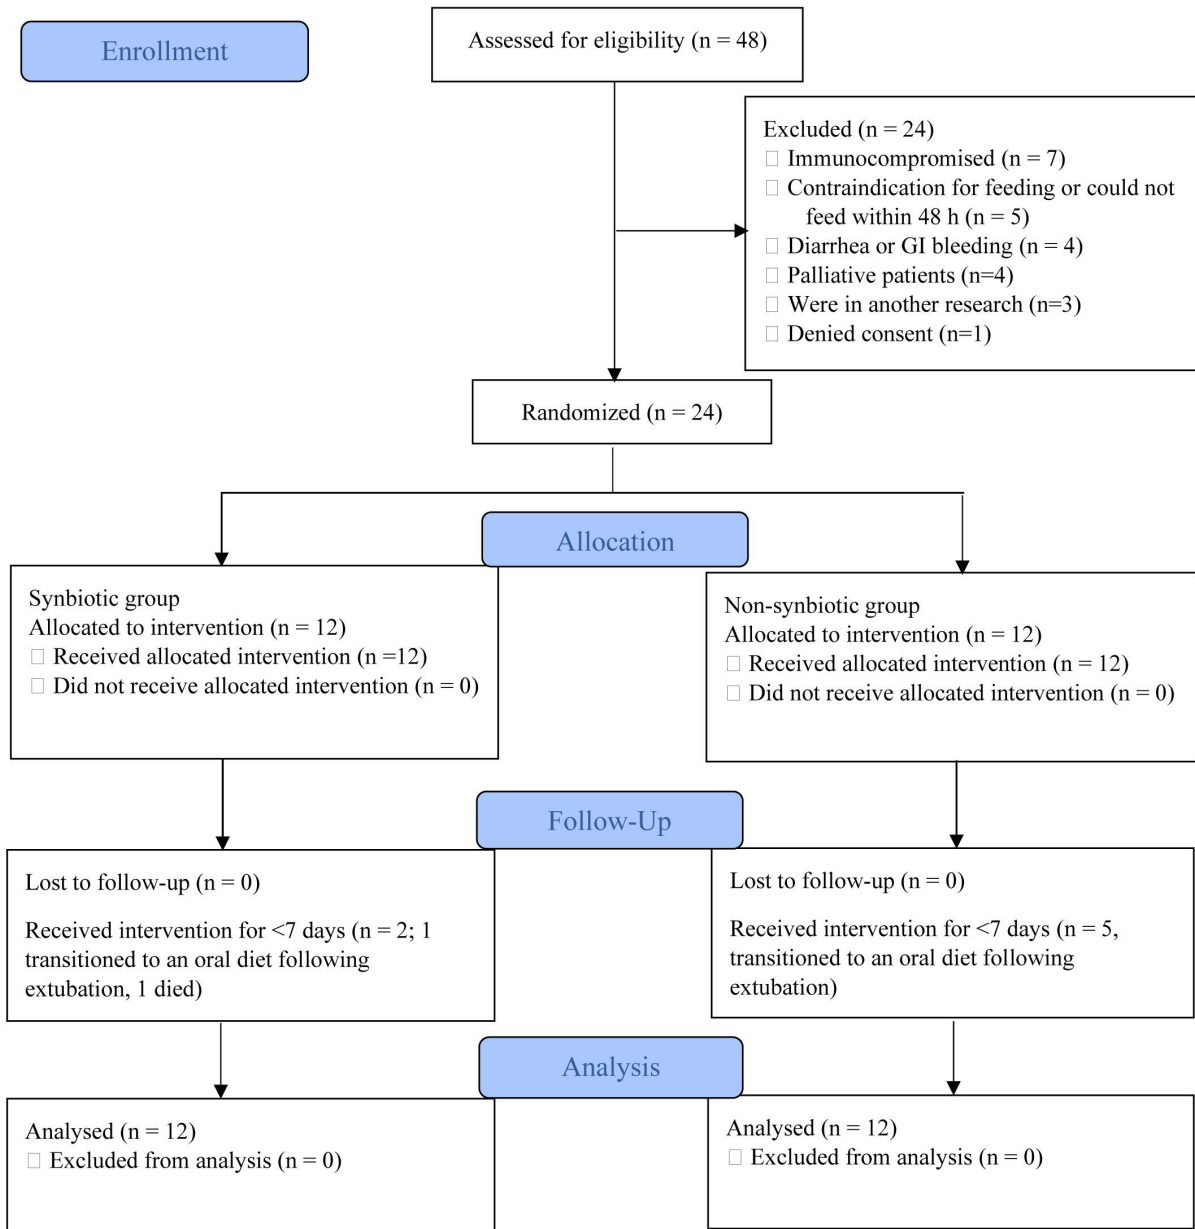 Enrollment
Assessed for eligibility (n = 48)
Excluded (n = 24)
□ Immunocompromised (n = 7)
□ Contraindication for feeding or could not
feed within 48 h (n = 5)
□ Diarrhea or GI bleeding (n = 4)
□ Palliative patients (n=4)
□ Were in another research (n=3)
□ Denied consent (n=1)
Randomized (n = 24)
Allocation
Synbiotic group
Allocated to intervention (n = 12)
□ Received allocated intervention (n =12)
□ Did not receive allocated intervention (n = 0)
Non-synbiotic group
Allocated to intervention (n = 12)
□ Received allocated intervention (n = 12)
□ Did not receive allocated intervention (n = 0)
Follow-Up
Lost to follow-up (n = 0)
Received intervention for <7 days (n = 2; 1
transitioned to an oral diet following
extubation, 1 died)
Lost to follow-up (n = 0)
Received intervention for <7 days (n = 5,
transitioned to an oral diet following
extubation)
Analysis
Analysed (n = 12)
□ Excluded from analysis (n = 0)
Analysed (n = 12)
□ Excluded from analysis (n = 0)